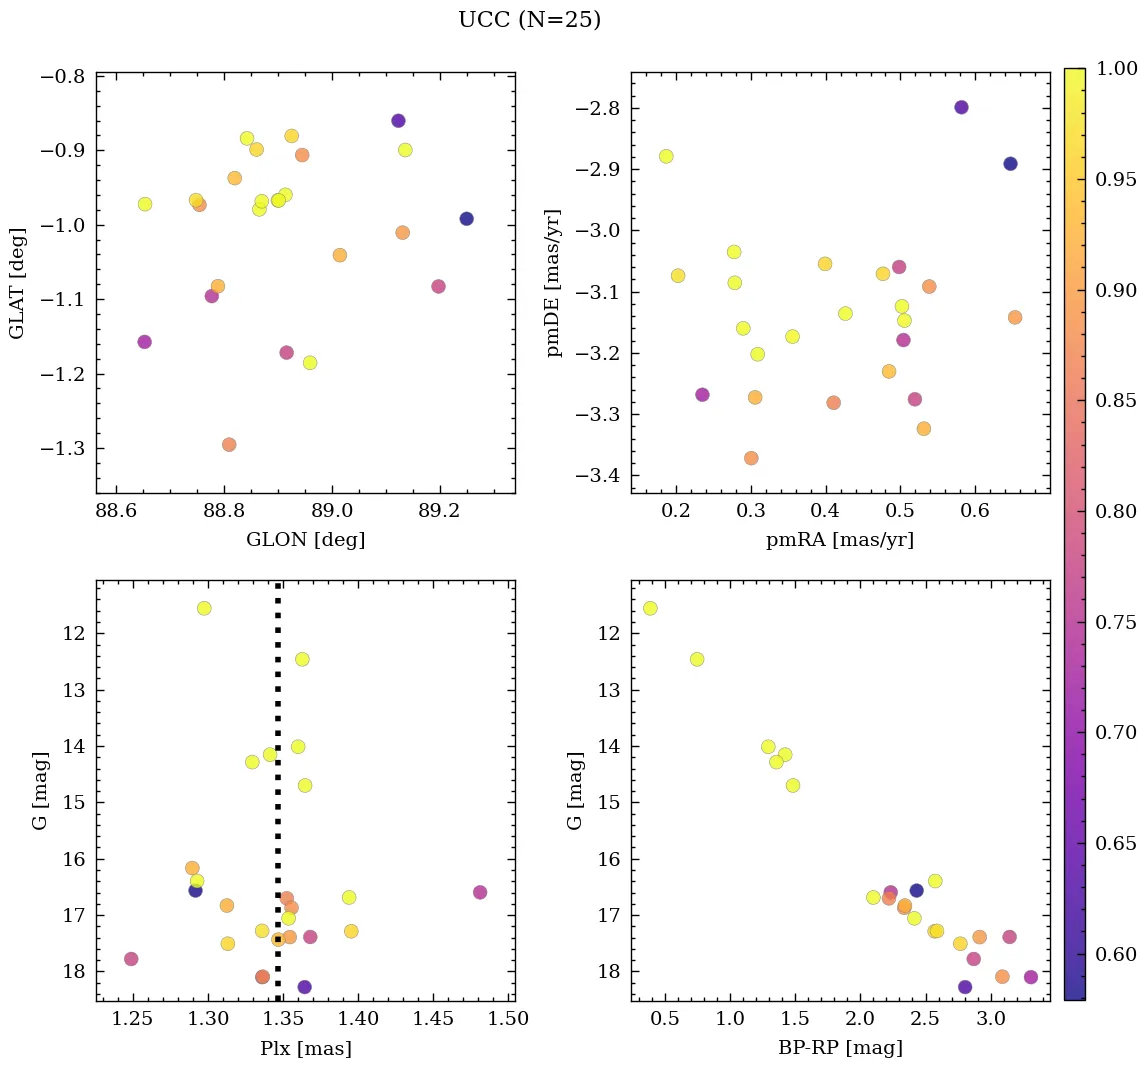 UCC (N=25)
−0.8
−0.9
−1.0
−1.1
−1.2
−1.3
GLAT [deg]
88.6 88.8 89.0 89.2
GLON [deg]
−2.8
−2.9
−3.0
−3.1
−3.2
−3.3
−3.4
pmDE [mas/yr]
0.2 0.3 0.4 0.5 0.6
pmRA [mas/yr]
12
13
14
15
16
17
18
G [mag]
1.25 1.30 1.35 1.40 1.45 1.50
Plx [mas]
12
13
14
15
16
17
18
G [mag]
0.5 1.0 1.5 2.0 2.5 3.0
BP-RP [mag]
1.00
0.95
0.90
0.85
0.80
0.75
0.70
0.65
0.60